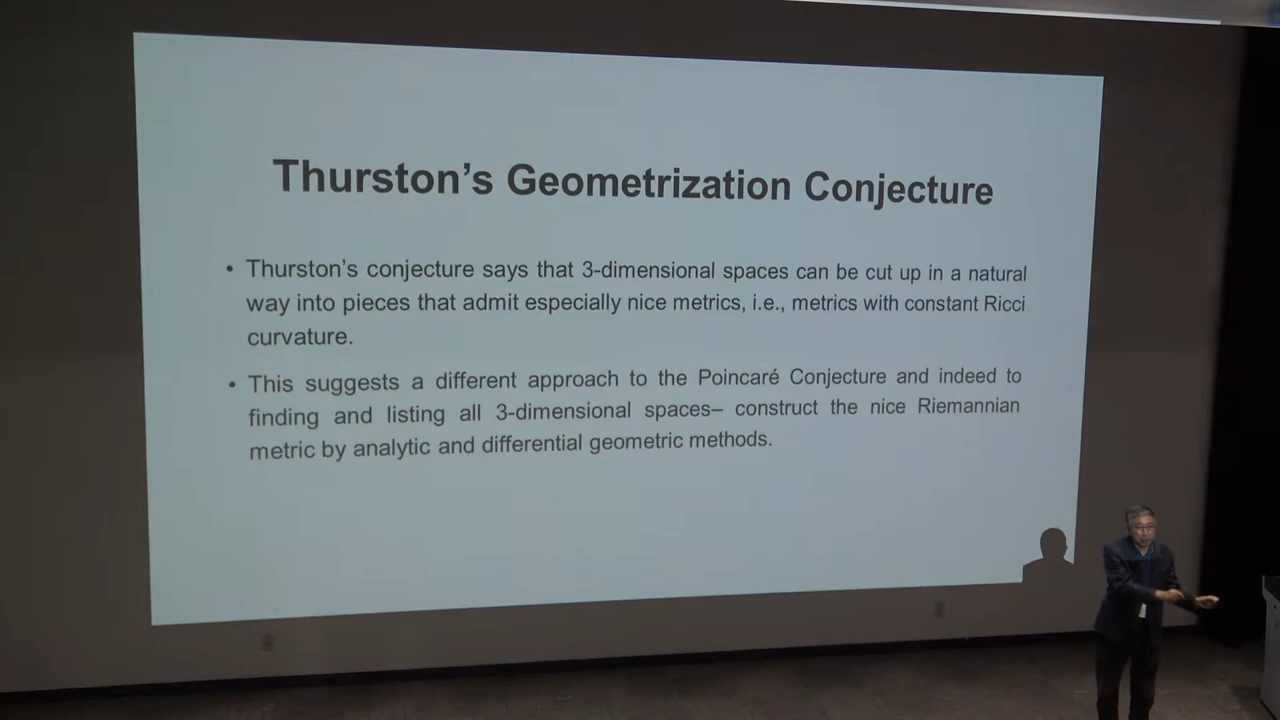 Thurston’s Geometrization Conjecture
• Thurston’s conjecture says that 3-dimensional spaces can be cut up in a natural
way into pieces that admit especially nice metrics, i.e., metrics with constant Ricci
curvature.
• This suggests a different approach to the Poincaré Conjecture and indeed to
finding and listing all 3-dimensional spaces– construct the nice Riemannian
metric by analytic and differential geometric methods.